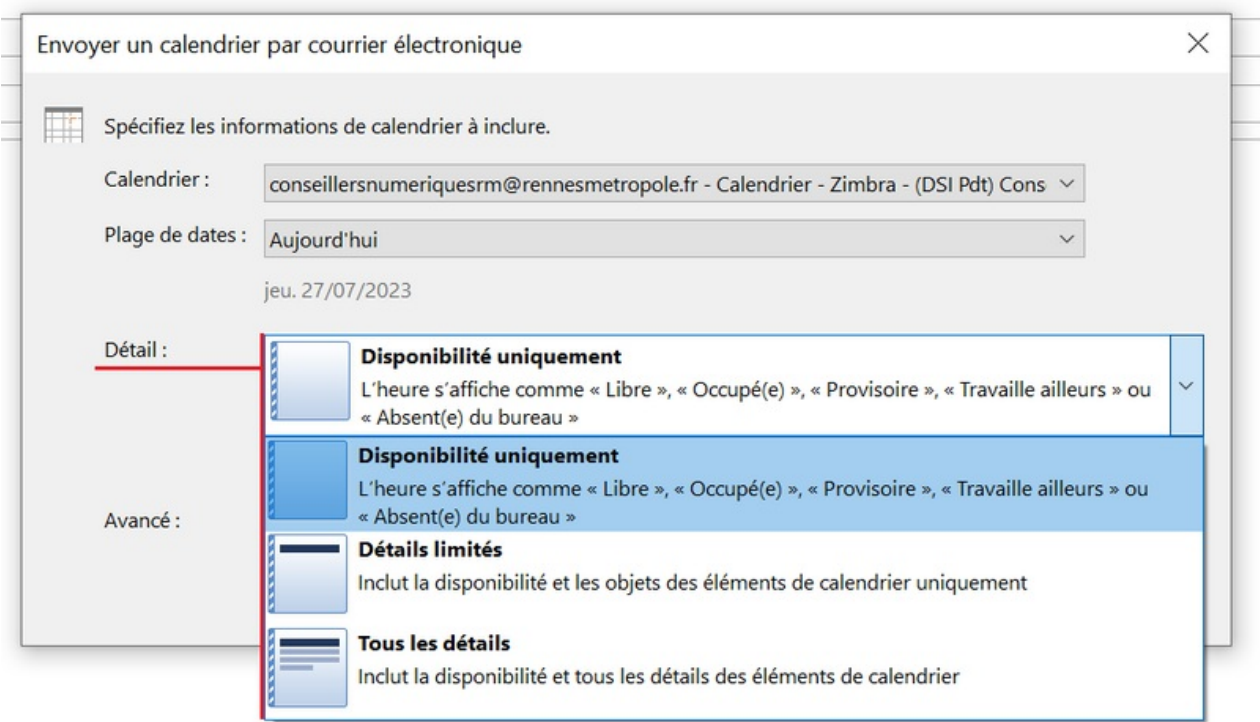 Envoyer un calendrier par courrier électronique
Spécifiez les informations de calendrier à inclure.
Calendrier :
conseillersnumeriquesrm@rennesmetropole.fr - Calendrier - Zimbra - (DSI Pdt) Cons
Plage de dates :
Aujourd'hui
jeu. 27/07/2023
Détail :
Disponibilité uniquement
L'heure s'affiche comme « Libre », « Occupé(e) », « Provisoire », « Travaille ailleurs » ou
« Absent(e) du bureau »
Disponibilité uniquement
L'heure s'affiche comme « Libre », « Occupé(e) », « Provisoire », « Travaille ailleurs » ou
« Absent(e) du bureau »
Avancé :
Détails limités
Inclut la disponibilité et les objets des éléments de calendrier uniquement
Tous les détails
Inclut la disponibilité et tous les détails des éléments de calendrier